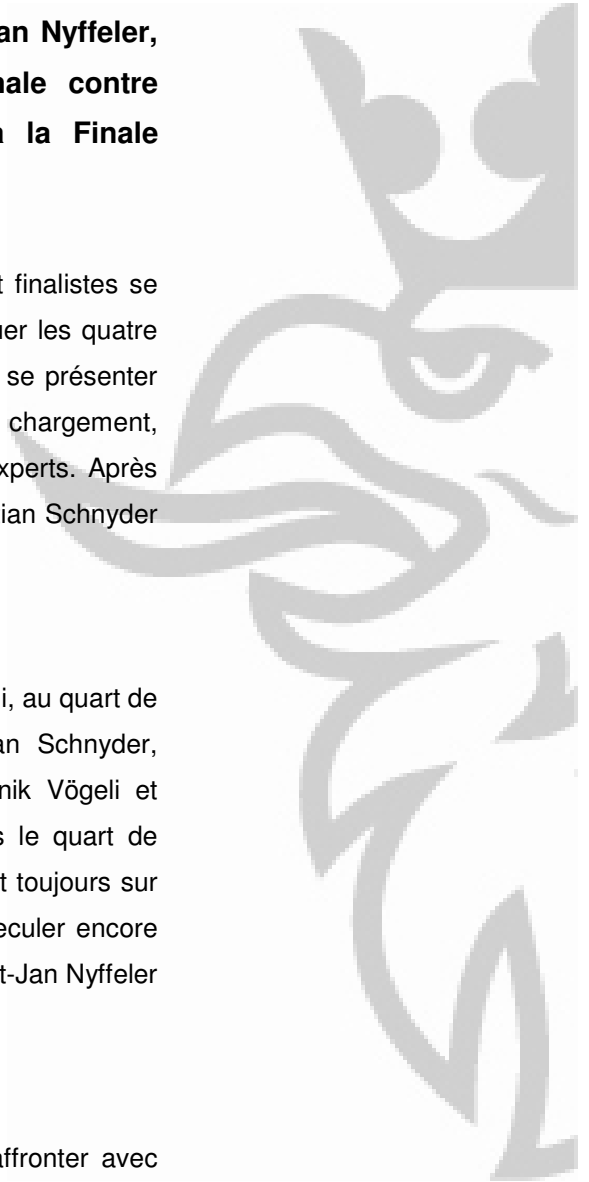 an Nyffeler,
nale contre
la Finale
t finalistes se
uer les quatre
se présenter
chargement,
xperts. Après
ian Schnyder
i, au quart de
an Schnyder,
nik Vögeli et
s le quart de
t toujours sur
eculer encore
t-Jan Nyffeler
affronter avec